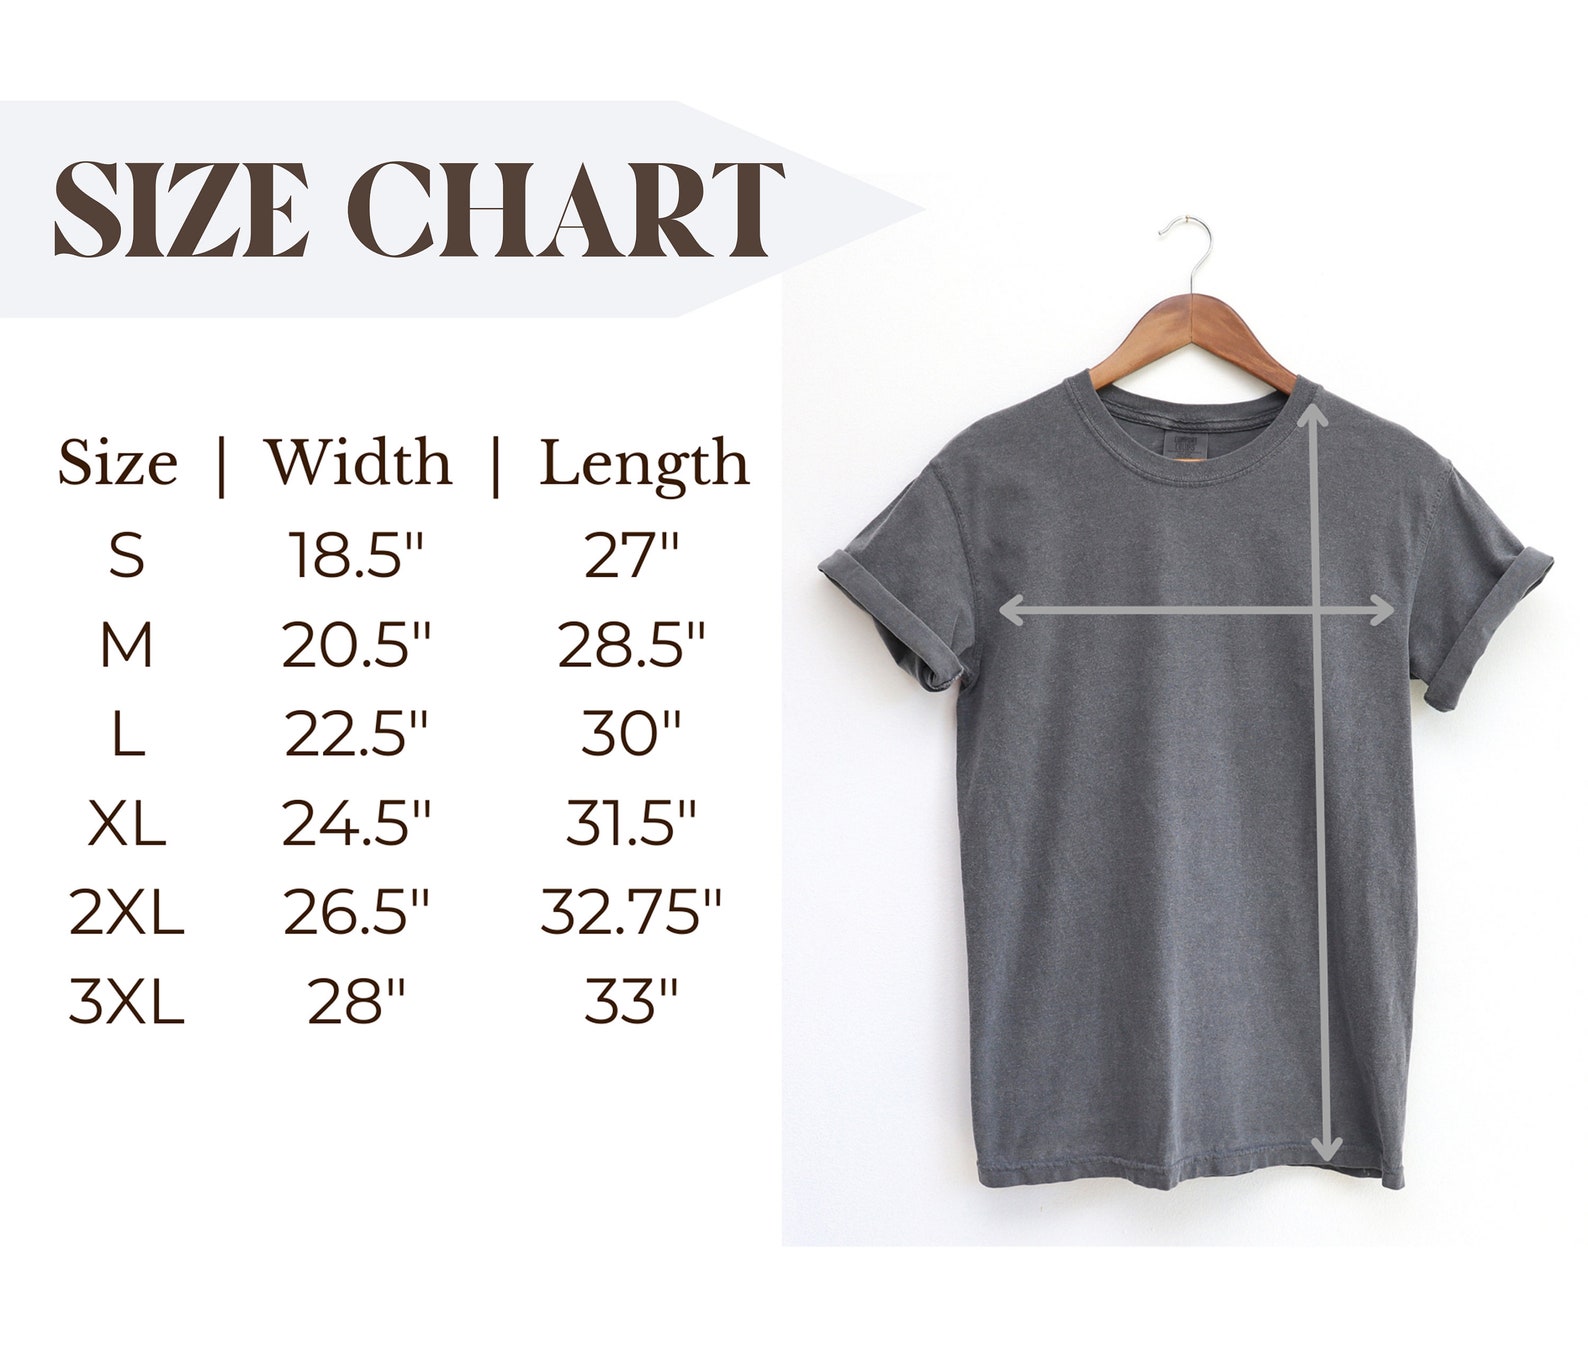 SIZE CHART
Size | Width | Length
S 18.5" 27"
M 20.5" 28.5"
L 22.5" 30"
XL 24.5" 31.5"
2XL 26.5" 32.75"
3XL 28" 33"